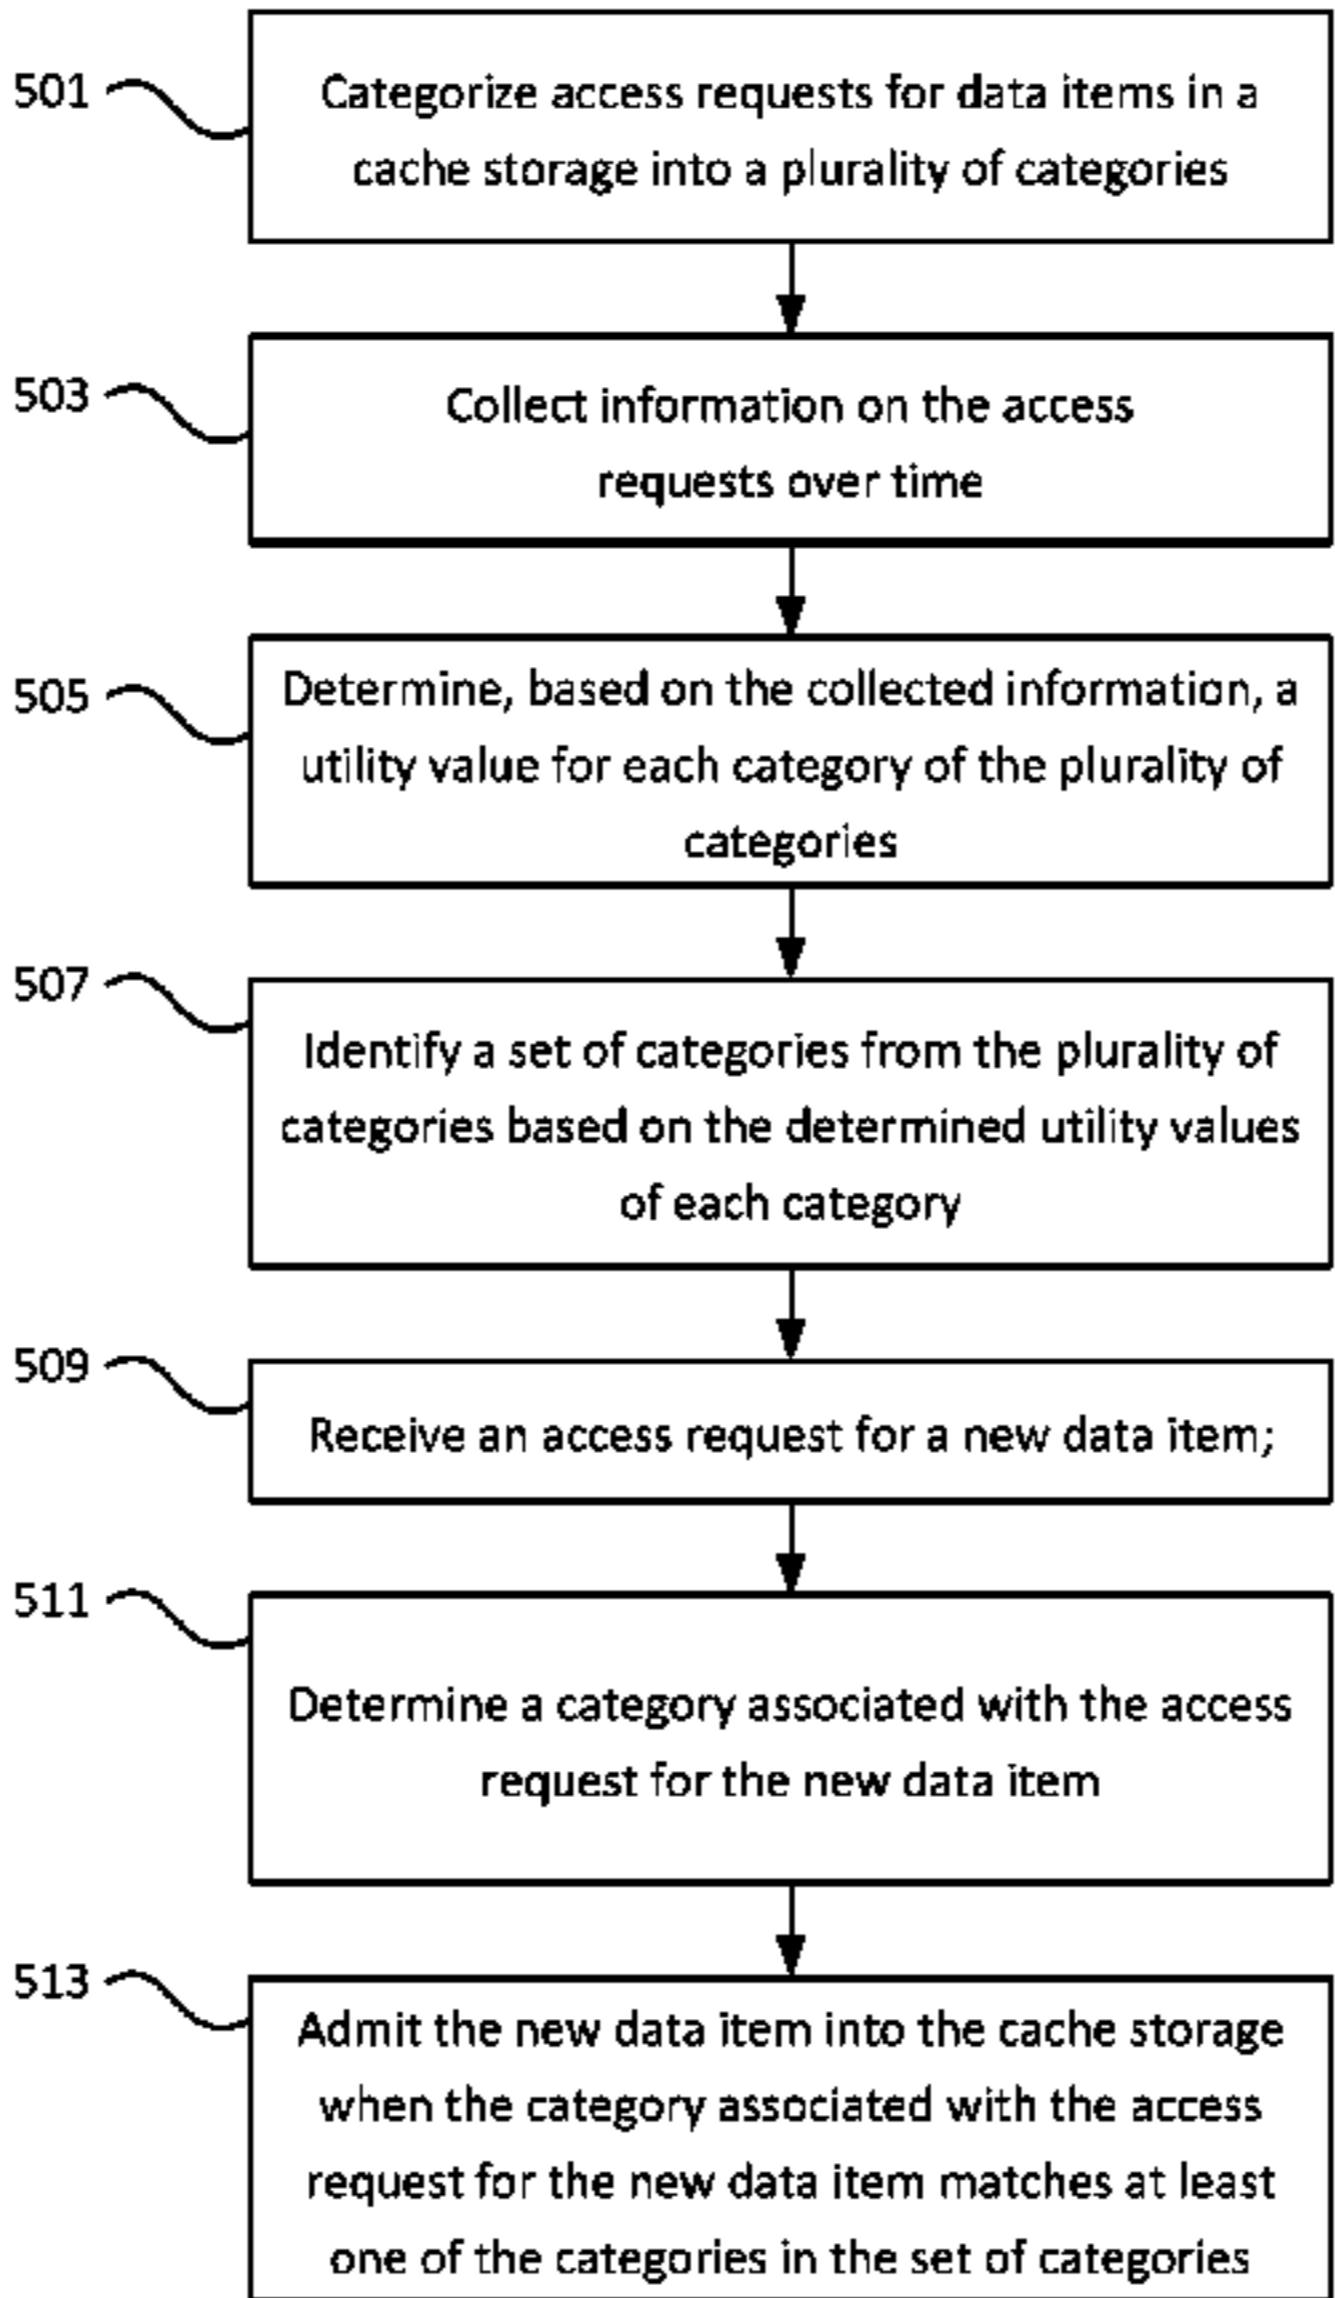 501
Categorize access requests for data items in a
cache storage into a plurality of categories
503
Collect information on the access
requests over time
505
Determine, based on the collected information, a
utility value for each category of the plurality of
categories
507
Identify a set of categories from the plurality of
categories based on the determined utility values
of each category
509
Receive an access request for a new data item;
511
Determine a category associated with the access
request for the new data item
513
Admit the new data item into the cache storage
when the category associated with the access
request for the new data item matches at least
one of the categories in the set of categories